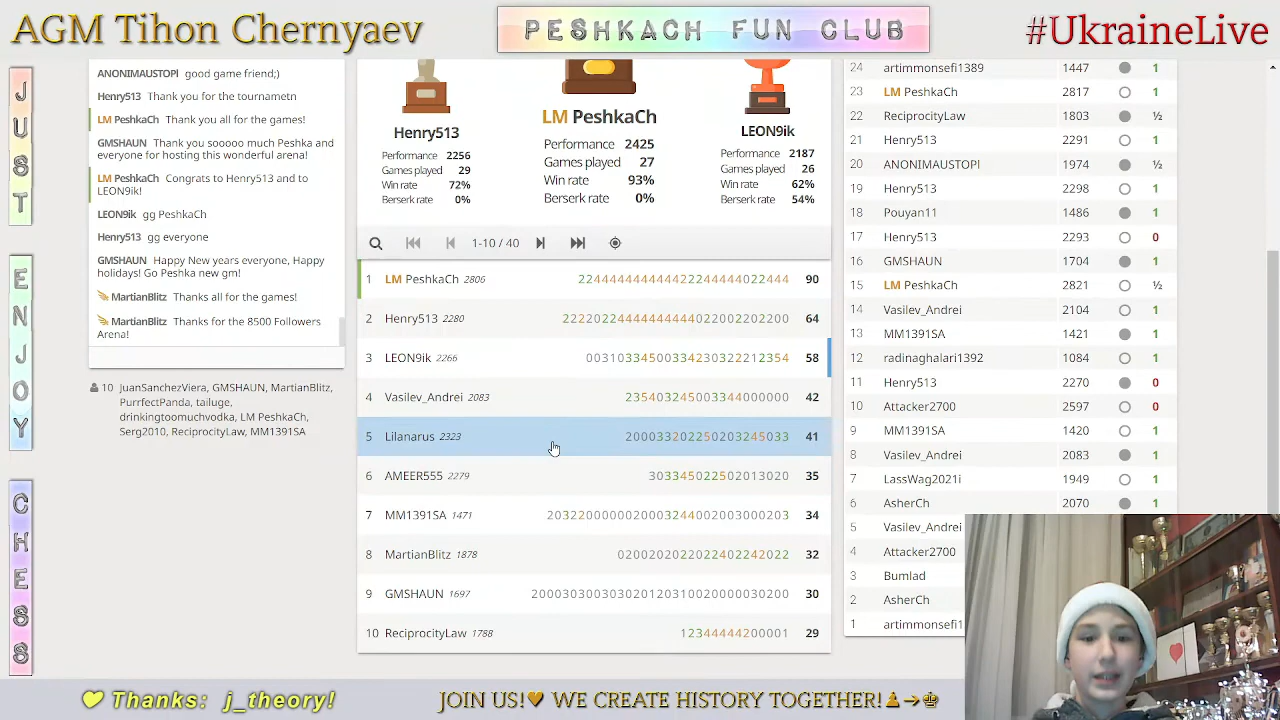 AGM Tihon Chernyaev
PESHKACH FUN CLUB
#UkraineLive
JUST
ENJOY
CHESS
ANONIMAUSTOPl good game friend;)
Henry513 Thank you for the tournametn
LM PeshkaCh Thank you all for the games!
GMSHAUN Thank you sooooo much Peshka and
everyone for hosting this wonderful arena!
LM PeshkaCh Congrats to Henry513 and to
LEON9ik!
LEON9ik gg PeshkaCh
Henry513 gg everyone
GMSHAUN Happy New years everyone, Happy
holidays! Go Peshka new gm!
MartianBlitz Thanks all for the games!
MartianBlitz Thanks for the 8500 Followers
Arena!
10 JuanSanchezViera, GMSHAUN, MartianBlitz,
PurrfectPanda, tailuge,
drinkingtoomuchvodka, LM PeshkaCh,
Serg2010, ReciprocityLaw, MM1391SA
Henry513
Performance 2256
Games played 29
Win rate 72%
Berserk rate 0%
LM PeshkaCh
Performance 2425
Games played 27
Win rate 93%
Berserk rate 0%
LEON9ik
Performance 2187
Games played 26
Win rate 62%
Berserk rate 54%
1-10 / 40
1 LM PeshkaCh 2806 224444444444442224444022444 90
2 Henry513 2280 22220224444444444022002202200 64
3 LEON9ik 2266 00310334500334230322212354 58
4 Vasilev_Andrei 2083 235403245003344000000 42
5 Lilanarus 2323 200033202250203245033 41
6 AMEER555 2279 303345022502013020 35
7 MM1391SA 1471 2032200000020003244002003000203 34
8 MartianBlitz 1878 0200202022022402242022 32
9 GMSHAUN 1697 200030300303020120310020000030200 30
10 ReciprocityLaw 1788 12344444200001 29
24 artimmonsefi1389 1447 1
23 LM PeshkaCh 2817 1
22 ReciprocityLaw 1803 ½
21 Henry513 2291 1
20 ANONIMAUSTOPl 1974 ½
19 Henry513 2298 1
18 Pouyan11 1486 1
17 Henry513 2293 0
16 GMSHAUN 1704 1
15 LM PeshkaCh 2821 ½
14 Vasilev_Andrei 2104 1
13 MM1391SA 1421 1
12 radinaghalari1392 1084 1
11 Henry513 2270 0
10 Attacker2700 2597 0
9 MM1391SA 1420 1
8 Vasilev_Andrei 2083 1
7 LassWag2021i 1949 1
6 AsherCh 2070 1
5 Vasilev_Andrei
4 Attacker2700
3 Bumlad
2 AsherCh
1 artimmonsefi1
Thanks: j_theory!
JOIN US! WE CREATE HISTORY TOGETHER!